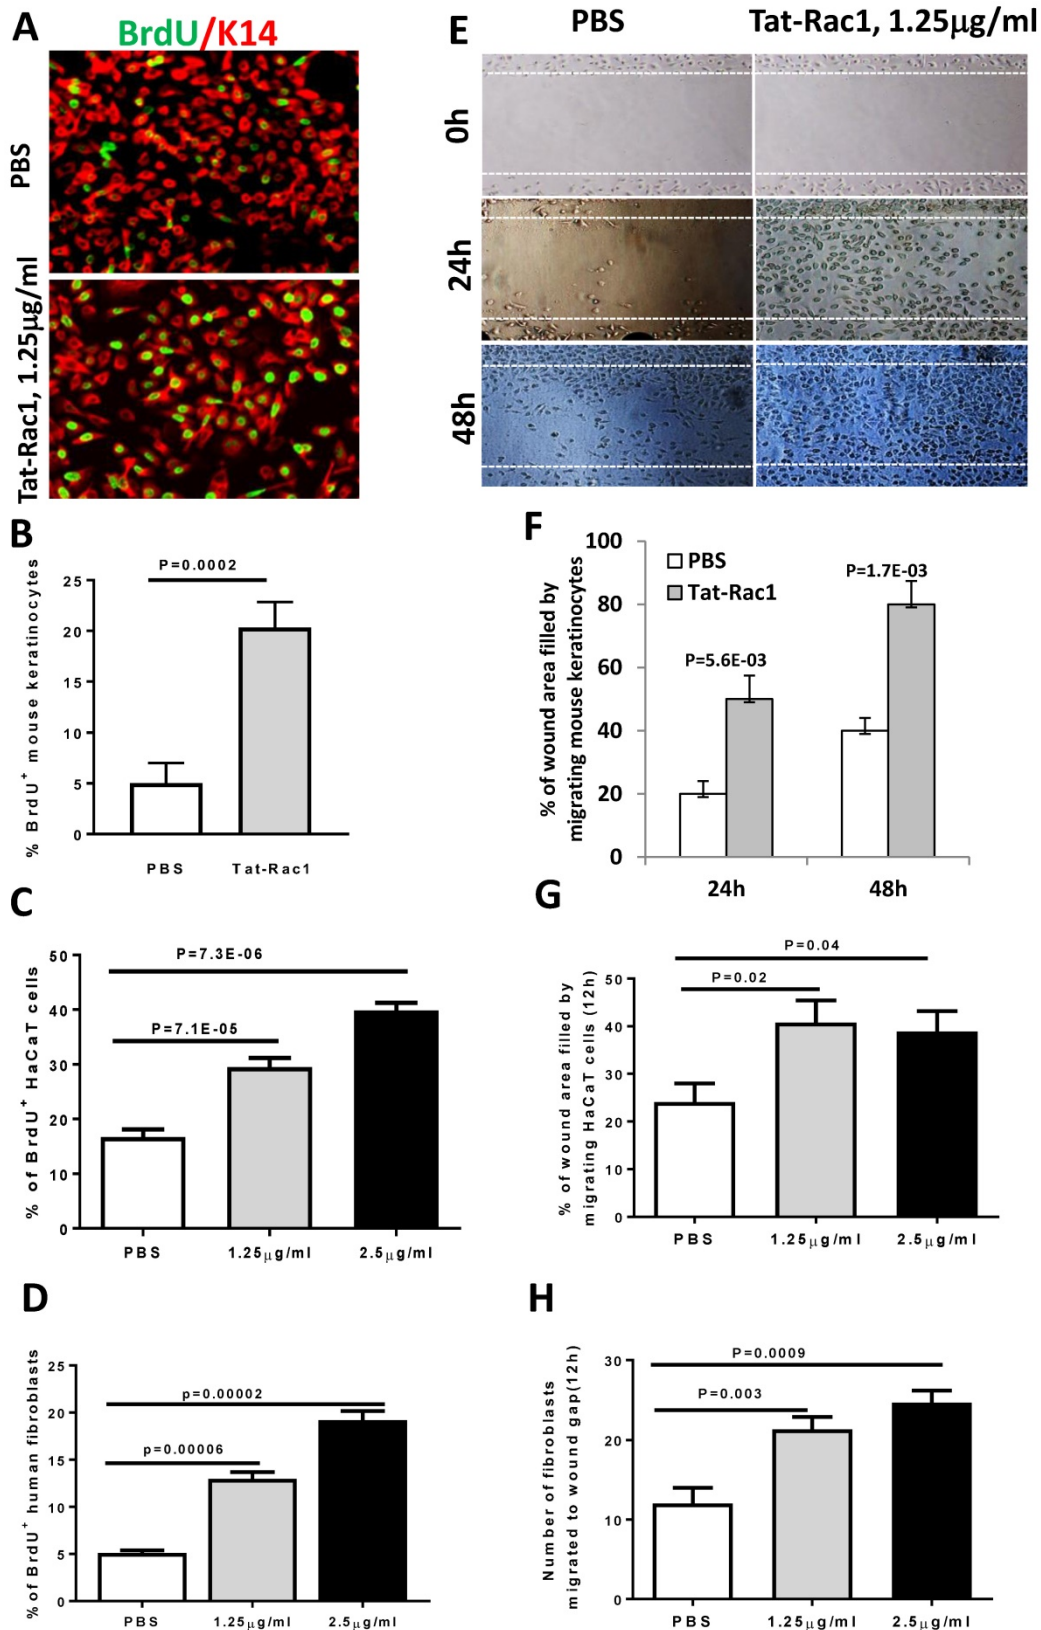 A
BrdU/K14
PBS
Tat-Rac1, 1.25μg/ml
B
P=0.0002
% BrdU+ mouse keratinocytes
25
20
15
10
5
0
PBS Tat-Rac1
C
P=7.3E-06
P=7.1E-05
% of BrdU+ HaCaT cells
50
40
30
20
10
0
PBS 1.25μg/ml 2.5μg/ml
D
p=0.00002
p=0.00006
% of BrdU+ human fibroblasts
25
20
15
10
5
0
PBS 1.25μg/ml 2.5μg/ml
E
PBS Tat-Rac1, 1.25μg/ml
0h
24h
48h
F
% of wound area filled by
migrating mouse keratinocytes
100
80
60
40
20
0
PBS
Tat-Rac1
P=5.6E-03
P=1.7E-03
24h 48h
G
P=0.04
P=0.02
% of wound area filled by
migrating HaCaT cells (12h)
50
40
30
20
10
0
PBS 1.25μg/ml 2.5μg/ml
H
P=0.0009
P=0.003
Number of fibroblasts
migrated to wound gap(12h)
30
20
10
0
PBS 1.25μg/ml 2.5μg/ml